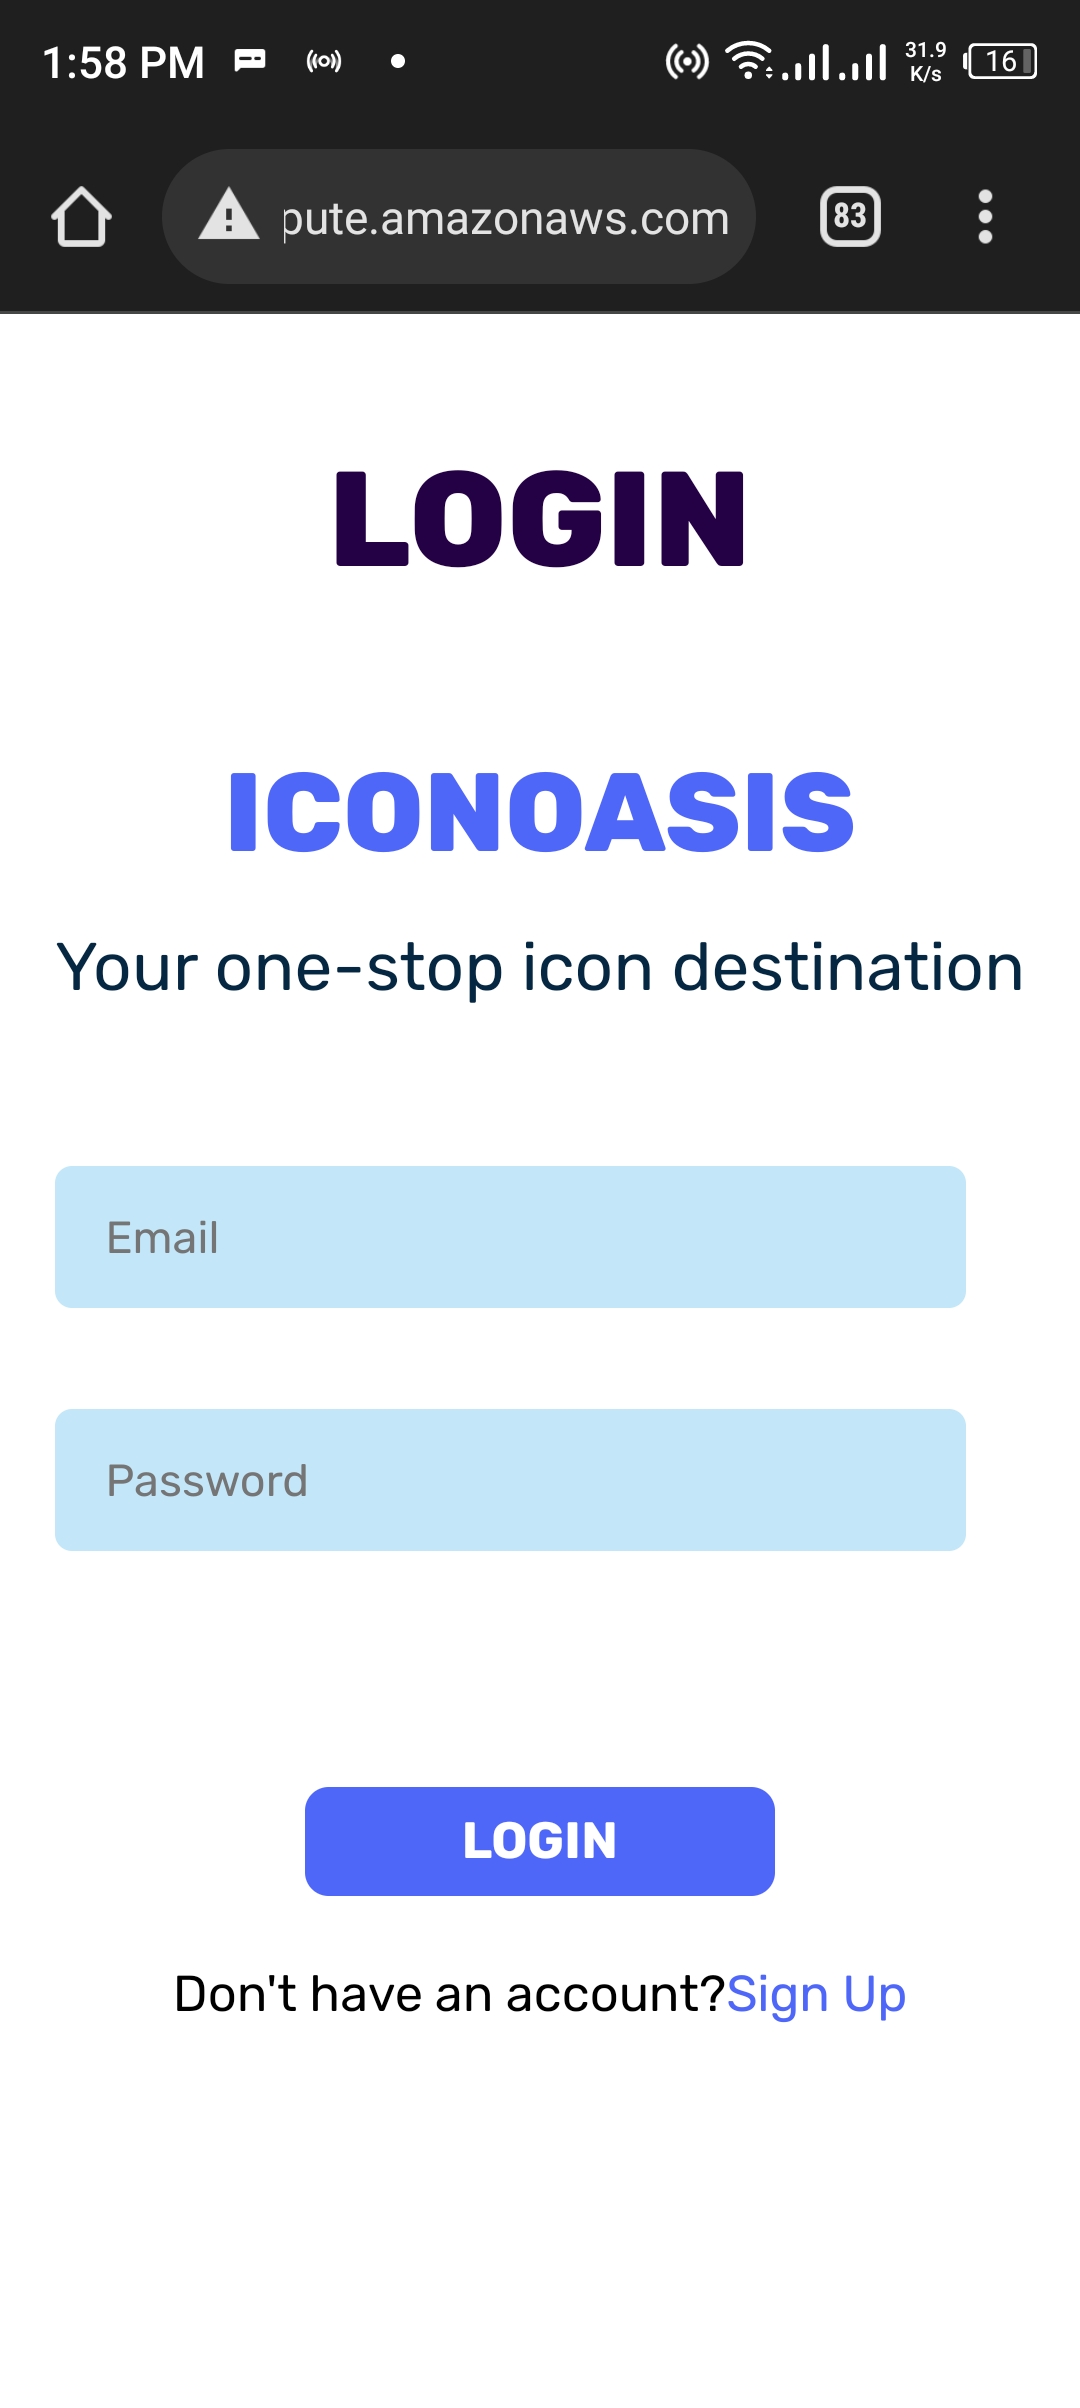 1:58 PM
31.9
K/s
16
pute.amazonaws.com
83
LOGIN
ICONOASIS
Your one-stop icon destination
Email
Password
LOGIN
Don't have an account?Sign Up